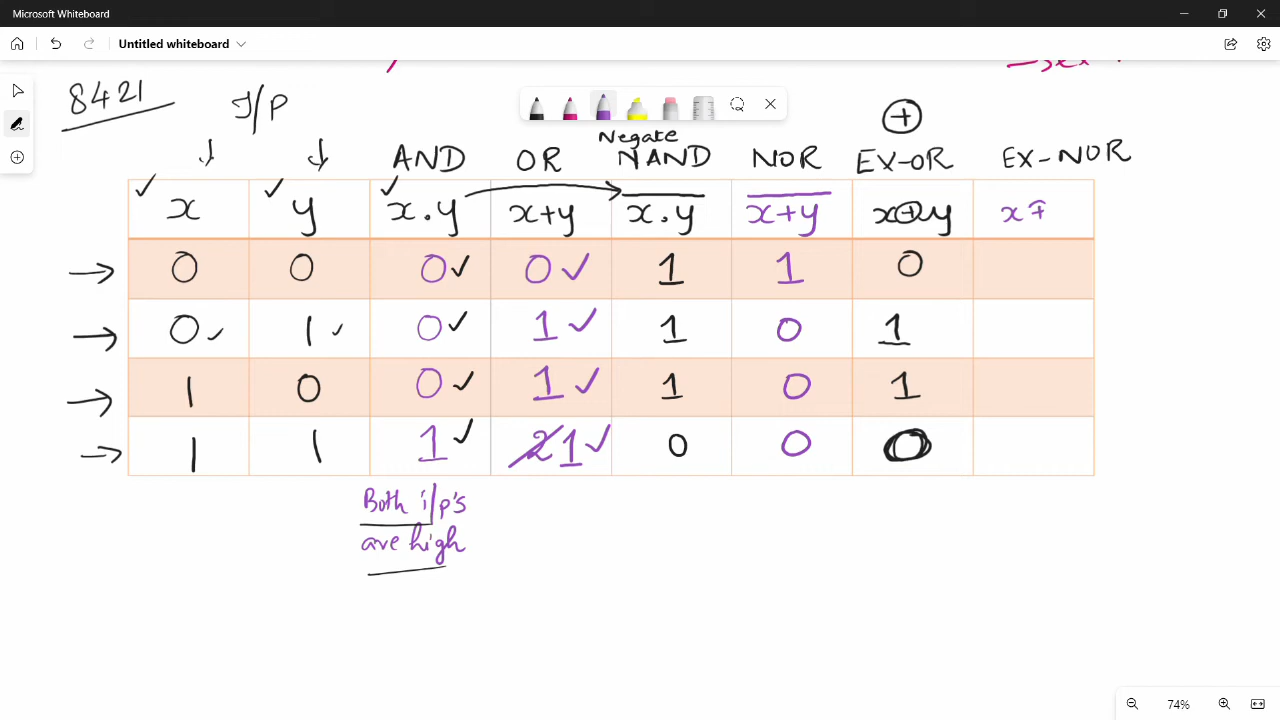 Microsoft Whiteboard
Untitled whiteboard
8421
I/P
Negate
AND OR NAND NOR EX-OR EX-NOR
x y x.y x+y x.y x+y x⊕y x
0 0 0 0 1 1 0
0 1 0 1 1 0 1
1 0 0 1 1 0 1
1 1 1 2 1 0 0 0
Both i/p's
are high
74%